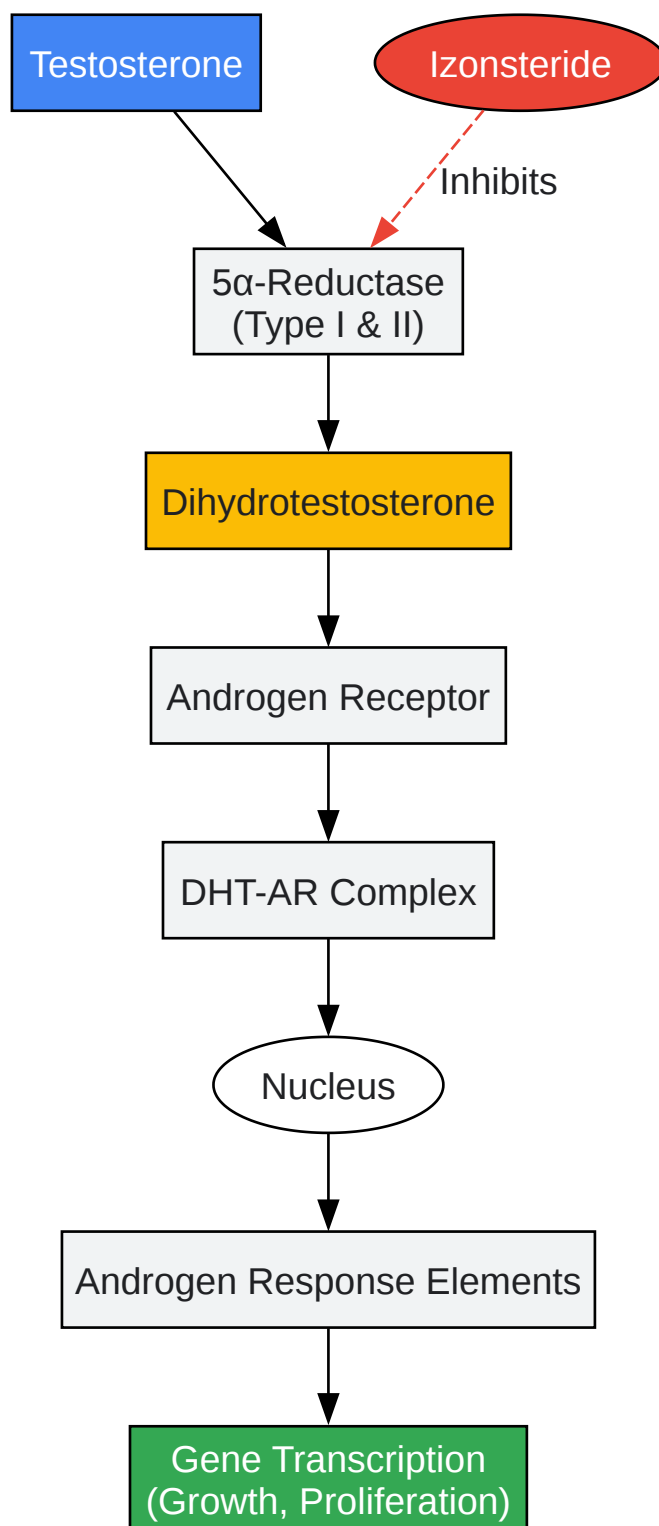 Testosterone
Izonsteride
Inhibits
5α-Reductase
(Type I & II)
Dihydrotestosterone
Androgen Receptor
DHT-AR Complex
Nucleus
Androgen Response Elements
Gene Transcription
(Growth, Proliferation)